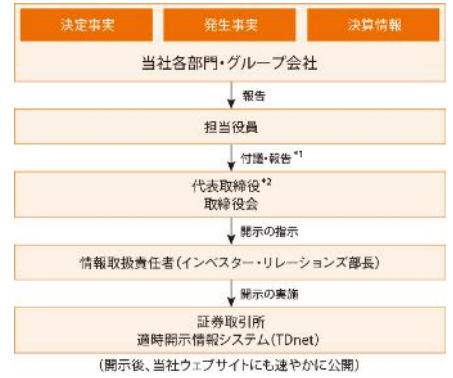 決定事実 発生事実 決算情報
当社各部門・グループ会社
報告
担当役員
付議・報告*1
代表取締役*2
取締役会
開示の指示
情報取扱責任者(インベスター・リレーションズ部長)
開示の実施
証券取引所
適時開示情報システム(TDnet)
(開示後、当社ウェブサイトにも速やかに公開)